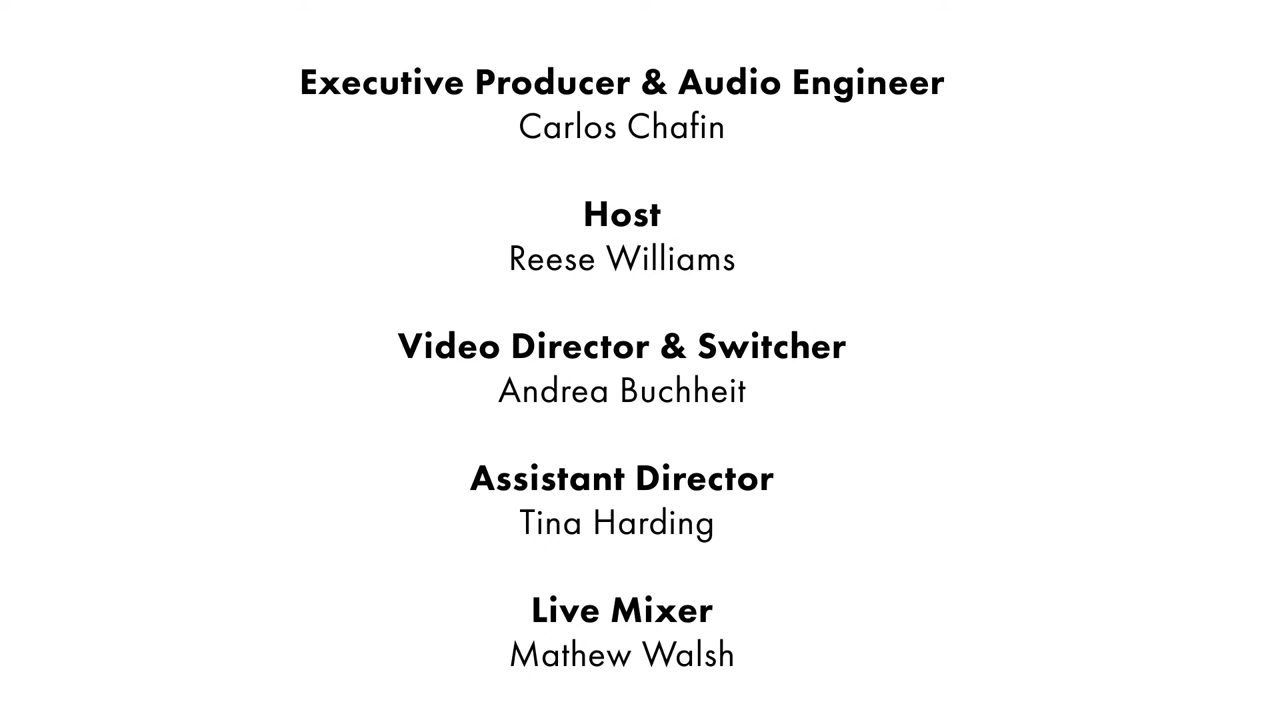 Executive Producer & Audio Engineer
Carlos Chafin
Host
Reese Williams
Video Director & Switcher
Andrea Buchheit
Assistant Director
Tina Harding
Live Mixer
Mathew Walsh